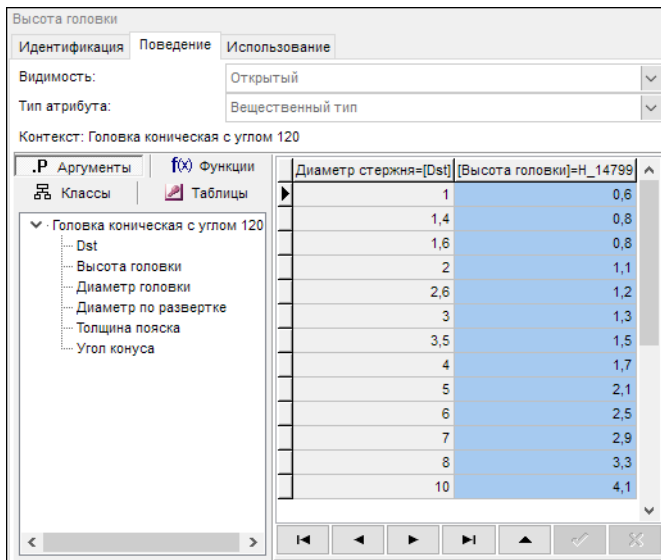 Высота головки
Идентификация Поведение Использование
Видимость: Открытый
Тип атрибута: Вещественный тип
Контекст: Головка коническая с углом 120
.P Аргументы f(x) Функции
Классы Таблицы
Головка коническая с углом 120
Dst
Высота головки
Диаметр головки
Диаметр по развертке
Толщина пояска
Угол конуса
Диаметр стержня=[Dst] [Высота головки]=H_14799
1 0,6
1,4 0,8
1,6 0,8
2 1,1
2,6 1,2
3 1,3
3,5 1,5
4 1,7
5 2,1
6 2,5
7 2,9
8 3,3
10 4,1